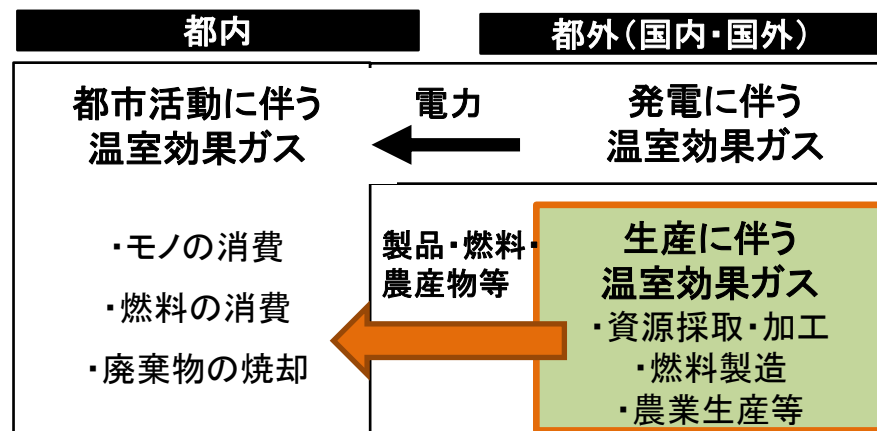 都内
都外（国内・国外）
都市活動に伴う
温室効果ガス
電力
発電に伴う
温室効果ガス
・モノの消費
・燃料の消費
・廃棄物の焼却
製品・燃料・
農産物等
生産に伴う
温室効果ガス
・資源採取・加工
・燃料製造
・農業生産等